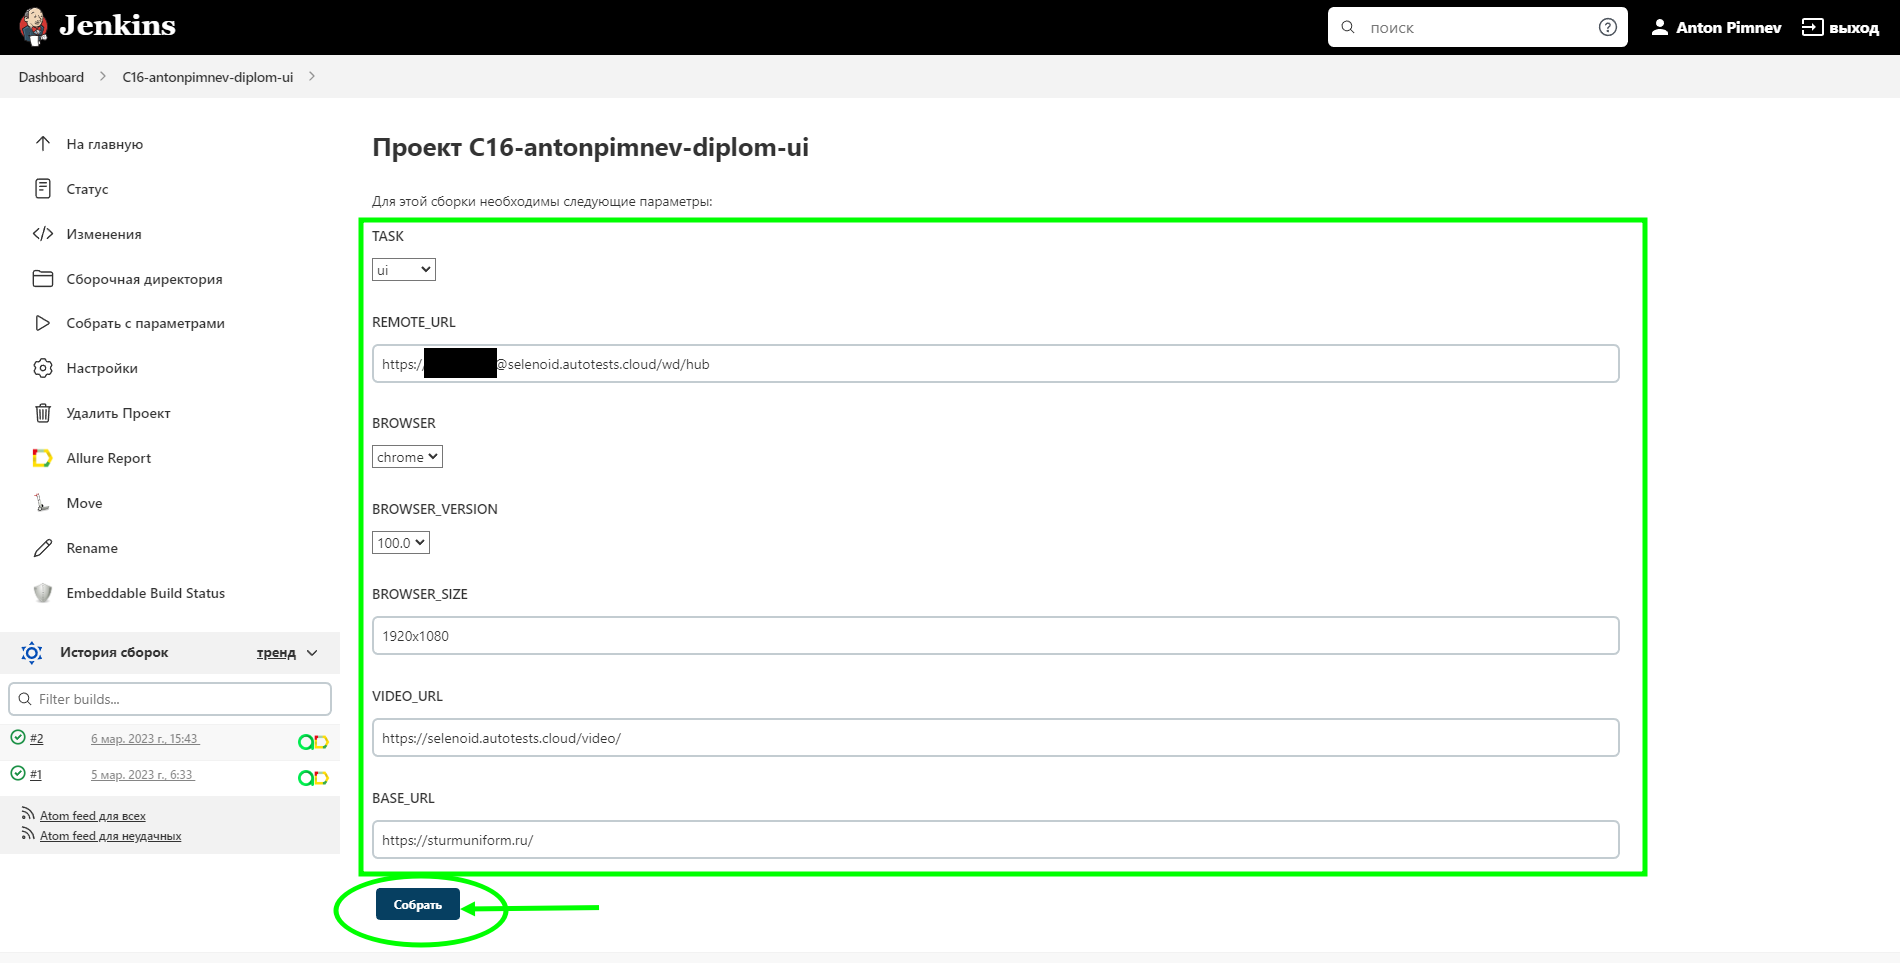 Jenkins
поиск
Anton Pimnev
выход
Dashboard
C16-antonpimnev-diplom-ui
На главную
Статус
Изменения
Сборочная директория
Собрать с параметрами
Настройки
Удалить Проект
Allure Report
Move
Rename
Embeddable Build Status
История сборок
тренд
Filter builds...
#2 6 мар. 2023 г., 15:43
#1 5 мар. 2023 г., 6:33
Atom feed для всех
Atom feed для неудачных
Проект C16-antonpimnev-diplom-ui
Для этой сборки необходимы следующие параметры:
TASK
ui
REMOTE_URL
https:/ @selenoid.autotests.cloud/wd/hub
BROWSER
chrome
BROWSER_VERSION
100.0
BROWSER_SIZE
1920x1080
VIDEO_URL
https://selenoid.autotests.cloud/video/
BASE_URL
https://sturmuniform.ru/
Собрать